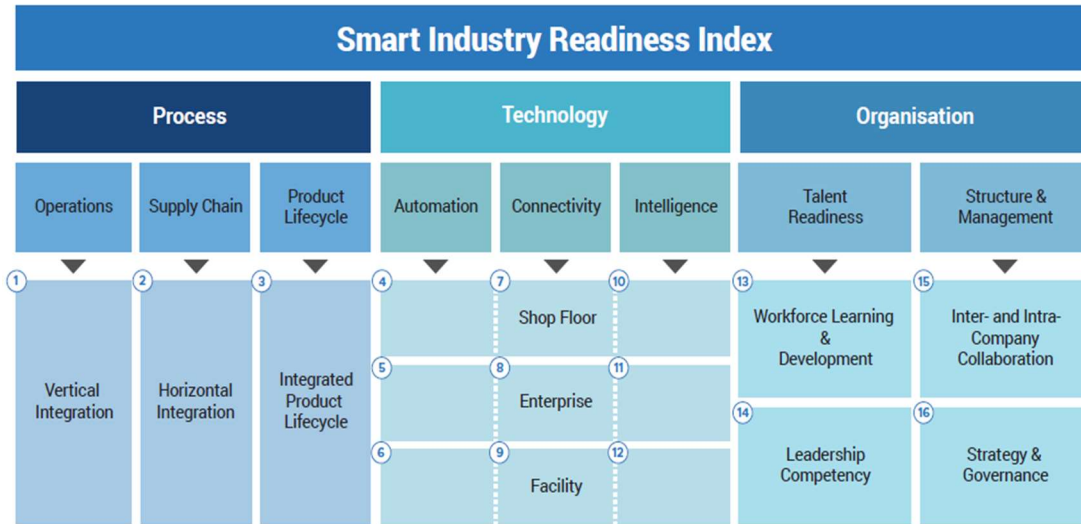 Smart Industry Readiness Index
Process
Technology
Organisation
Operations
Supply Chain
Product
Lifecycle
Automation
Connectivity
Intelligence
Talent
Readiness
Structure &
Management
1
Vertical
Integration
2
Horizontal
Integration
3
Integrated
Product
Lifecycle
4
7
10
Shop Floor
5
8
11
Enterprise
6
9
12
Facility
13
Workforce Learning
&
Development
14
Leadership
Competency
15
Inter- and Intra-
Company
Collaboration
16
Strategy &
Governance